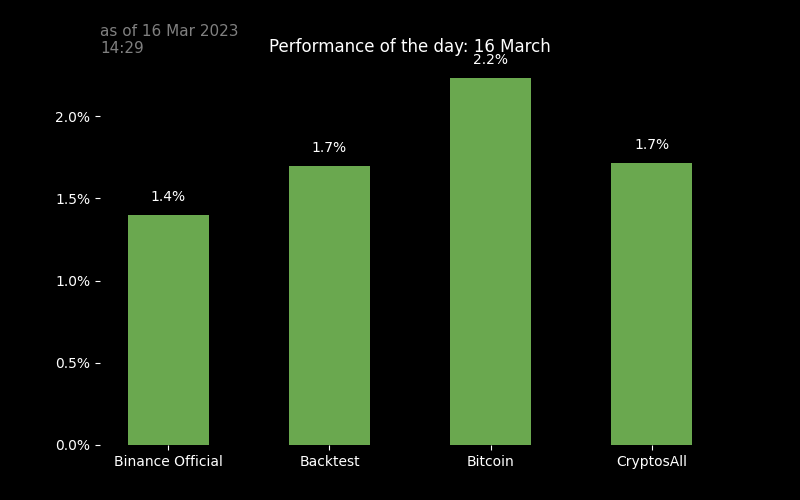 as of 16 Mar 2023
14:29
Performance of the day: 16 March
2.2%
2.0%
1.7%
1.7%
1.5%
1.4%
1.0%
0.5%
0.0%
Binance Official
Backtest
Bitcoin
CryptosAll